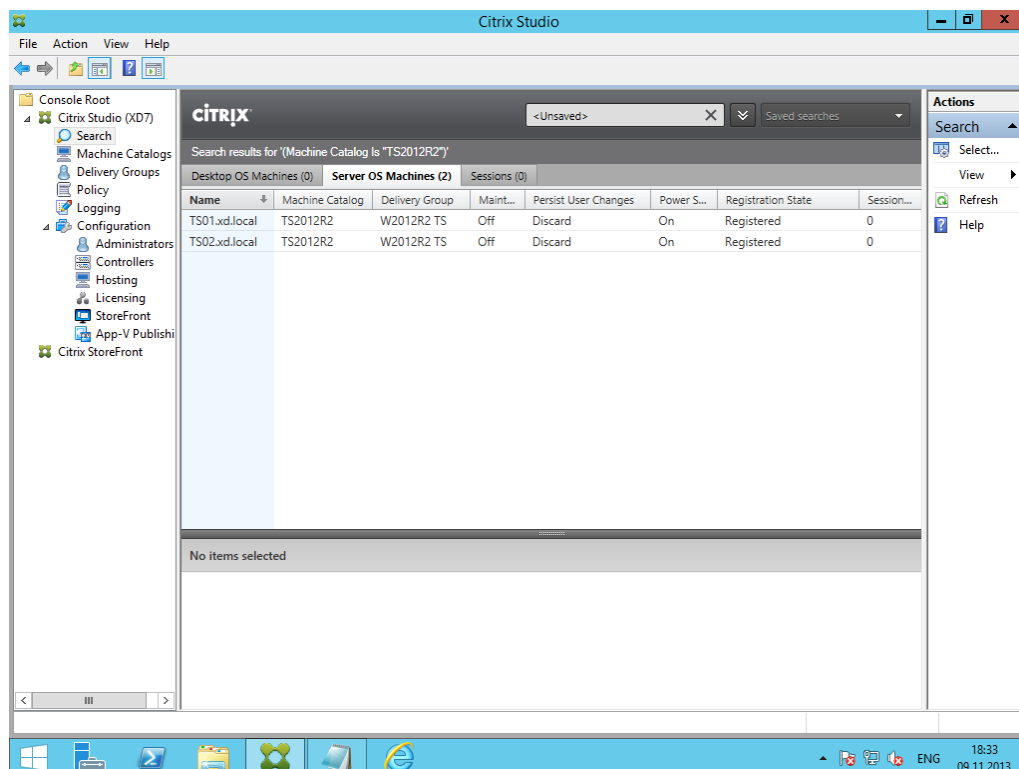 Citrix Studio
File Action View Help
Console Root
Citrix Studio (XD7)
Search
Machine Catalogs
Delivery Groups
Policy
Logging
Configuration
Administrators
Controllers
Hosting
Licensing
StoreFront
App-V Publishi
Citrix StoreFront
CITRIX
<Unsaved>
Saved searches
Search results for '(Machine Catalog Is "TS2012R2")'
Desktop OS Machines (0) Server OS Machines (2) Sessions (0)
Name Machine Catalog Delivery Group Maint... Persist User Changes Power S... Registration State Session...
TS01.xd.local TS2012R2 W2012R2 TS Off Discard On Registered 0
TS02.xd.local TS2012R2 W2012R2 TS Off Discard On Registered 0
No items selected
Actions
Search
Select...
View
Refresh
Help
ENG
18:33
09.11.2013